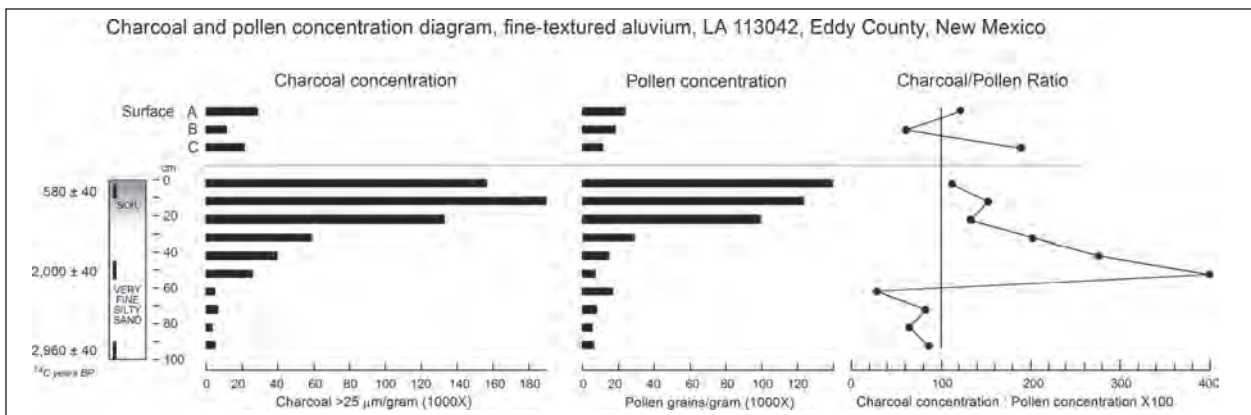 Charcoal and pollen concentration diagram, fine-textured aluvium, LA 113042, Eddy County, New Mexico
Charcoal concentration
Pollen concentration
Charcoal/Pollen Ratio
Surface A
B
C
cm
0
20
40
60
80
100
580 ± 40
2,000 ± 40
2,960 ± 40
¹⁴C years BP
SOIL
VERY
FINE
SILTY
SAND
0 20 40 60 80 100 120 140 160 180
Charcoal >25 µm/gram (1000X)
0 20 40 60 80 100 120
Pollen grains/gram (1000X)
0 100 200 300 400
Charcoal concentration : Pollen concentration X100